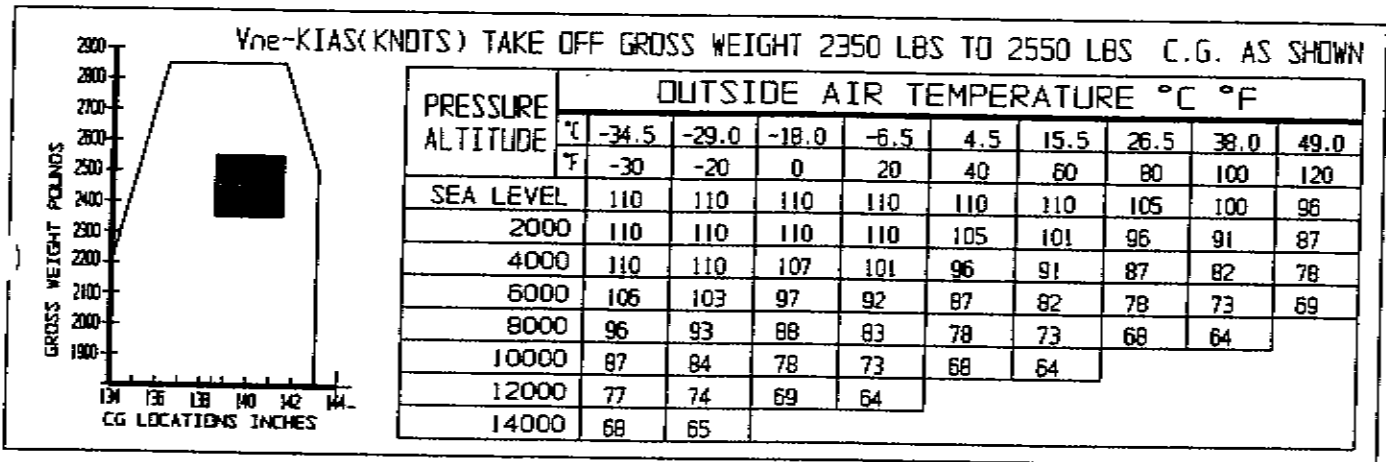 Vne-KIAS(KNOTS) TAKE OFF GROSS WEIGHT 2350 LBS TO 2550 LBS C.G. AS SHOWN
2900
2800
2700
2600
2500
2400
2300
2200
2100
2000
1900
GROSS WEIGHT POUNDS
134 136 138 140 142 144
CG LOCATIONS INCHES
PRESSURE ALTITUDE OUTSIDE AIR TEMPERATURE °C °F
°C -34.5 -29.0 -18.0 -6.5 4.5 15.5 26.5 38.0 49.0
°F -30 -20 0 20 40 60 80 100 120
SEA LEVEL 110 110 110 110 110 110 105 100 96
2000 110 110 110 110 105 101 96 91 87
4000 110 110 107 101 96 91 87 82 78
6000 106 103 97 92 87 82 78 73 69
8000 96 93 88 83 78 73 68 64
10000 87 84 78 73 68 64
12000 77 74 69 64
14000 68 65